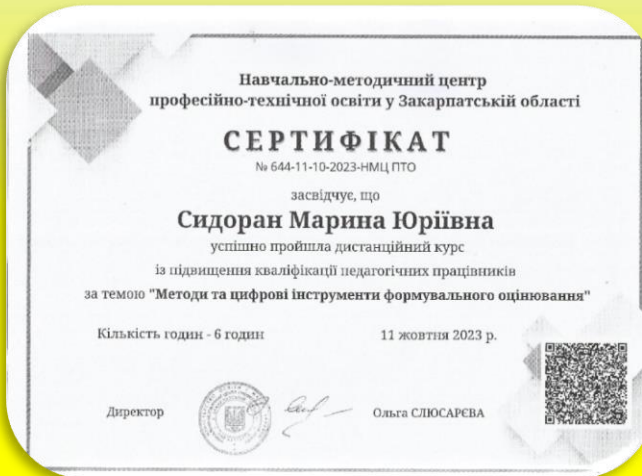 Навчально-методичний центр
професійно-технічної освіти у Закарпатській області
СЕРТИФІКАТ
№ 644-11-10-2023-НМЦ ПТО
засвідчує, що
Сидоран Марина Юріївна
успішно пройшла дистанційний курс
із підвищення кваліфікації педагогічних працівників
за темою "Методи та цифрові інструменти формувального оцінювання"
Кількість годин - 6 годин 11 жовтня 2023 р.
Директор Ольга СЛЮСАРЄВА